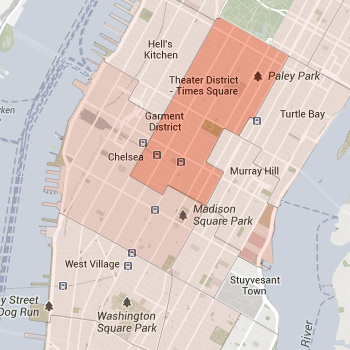 Hell's
Kitchen
Paley Park
Theater District
- Times Square
Turtle Bay
Garment
District
Chelsea
Murray Hill
Madison
Square Park
West Village
Stuyvesant
Town
ey Street
Dog Run
Washington
Square Park
River